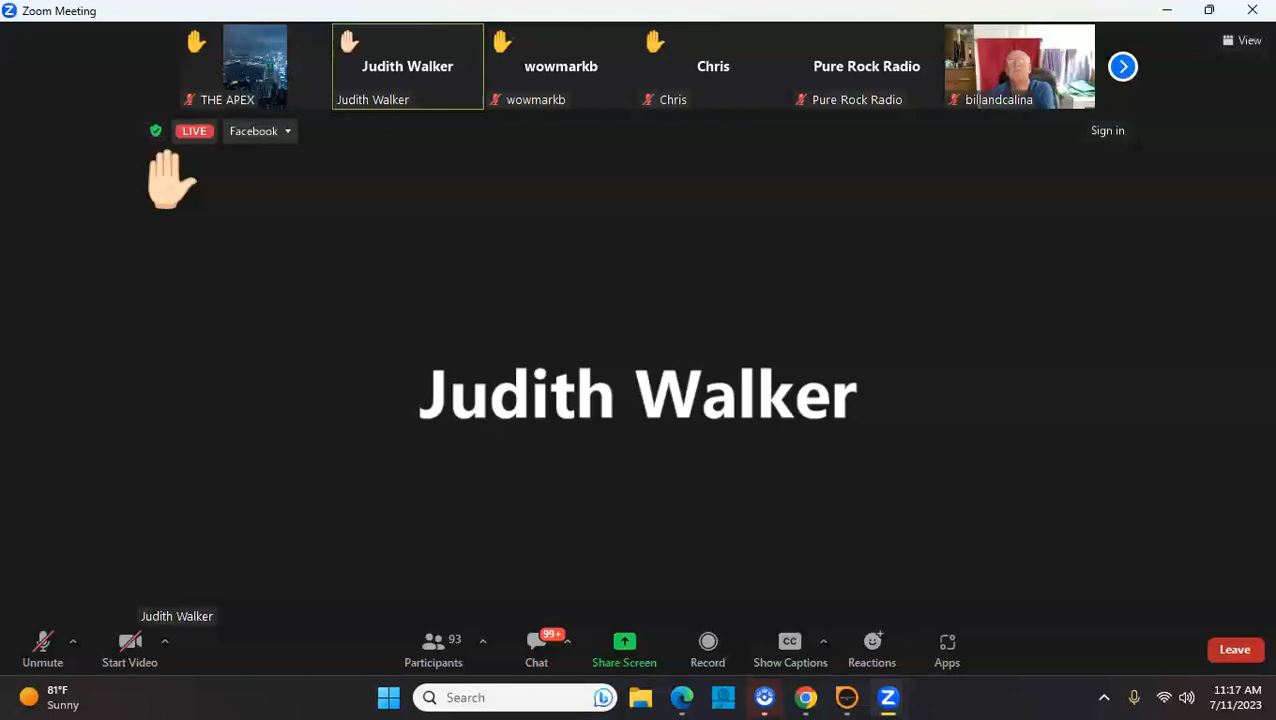 Zoom Meeting
THE APEX
Judith Walker
Judith Walker
wowmarkb
wowmarkb
Chris
Chris
Pure Rock Radio
Pure Rock Radio
billandcalina
View
LIVE
Facebook
Sign in
Judith Walker
Judith Walker
Unmute
Start Video
Participants
93
Chat
99+
Share Screen
Record
CC
Show Captions
Reactions
Apps
Leave
81°F
Sunny
Search
11:17 AM
7/11/2023